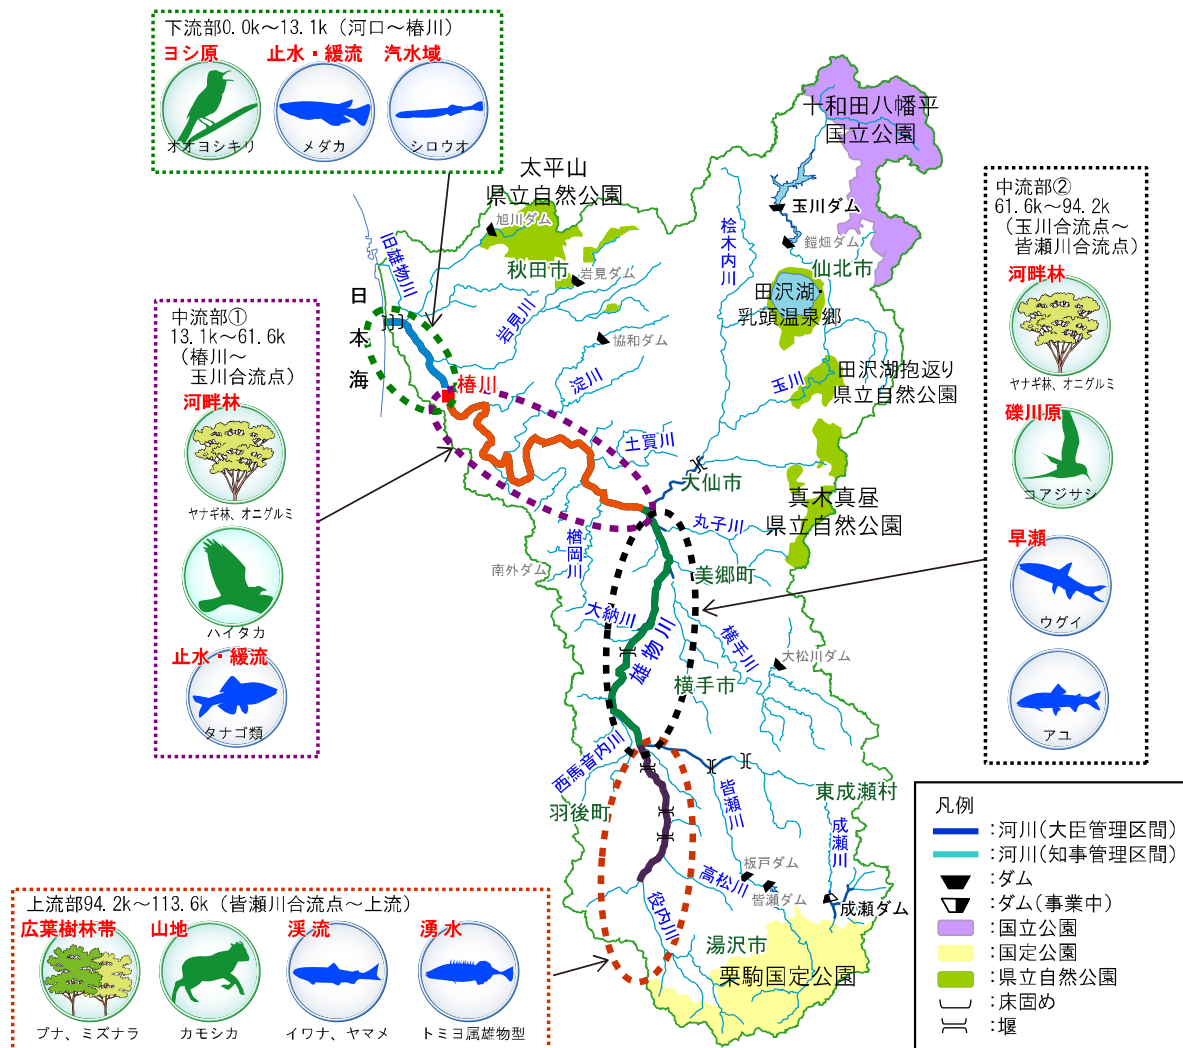 下流部0.0k～13.1k（河口～椿川）
ヨシ原
止水・緩流
汽水域
オオヨシキリ
メダカ
シロウオ
十和田八幡平
国立公園
太平山
県立自然公園
旭川ダム
玉川ダム
鎧畑ダム
桧木内川
仙北市
秋田市
岩見ダム
旧雄物川
岩見川
日本海
田沢湖・
乳頭温泉郷
協和ダム
淀川
玉川
田沢湖抱返り
県立自然公園
椿川
土買川
大仙市
真木真昼
県立自然公園
丸子川
楢岡川
南外ダム
美郷町
大納川
雄物川
横手川
大松川ダム
横手市
西馬音内川
羽後町
皆瀬川
東成瀬村
成瀬川
板戸ダム
高松川
皆瀬ダム
成瀬ダム
役内川
湯沢市
栗駒国定公園
中流部①
13.1k～61.6k
（椿川～
玉川合流点）
河畔林
ヤナギ林、オニグルミ
ハイタカ
止水・緩流
タナゴ類
中流部②
61.6k～94.2k
（玉川合流点～
皆瀬川合流点）
河畔林
ヤナギ林、オニグルミ
礫川原
コアジサシ
早瀬
ウグイ
アユ
上流部94.2k～113.6k（皆瀬川合流点～上流）
広葉樹林帯
山地
渓流
湧水
ブナ、ミズナラ
カモシカ
イワナ、ヤマメ
トミヨ属雄物型
凡例
：河川（大臣管理区間）
：河川（知事管理区間）
：ダム
：ダム（事業中）
：国立公園
：国定公園
：県立自然公園
：床固め
：堰